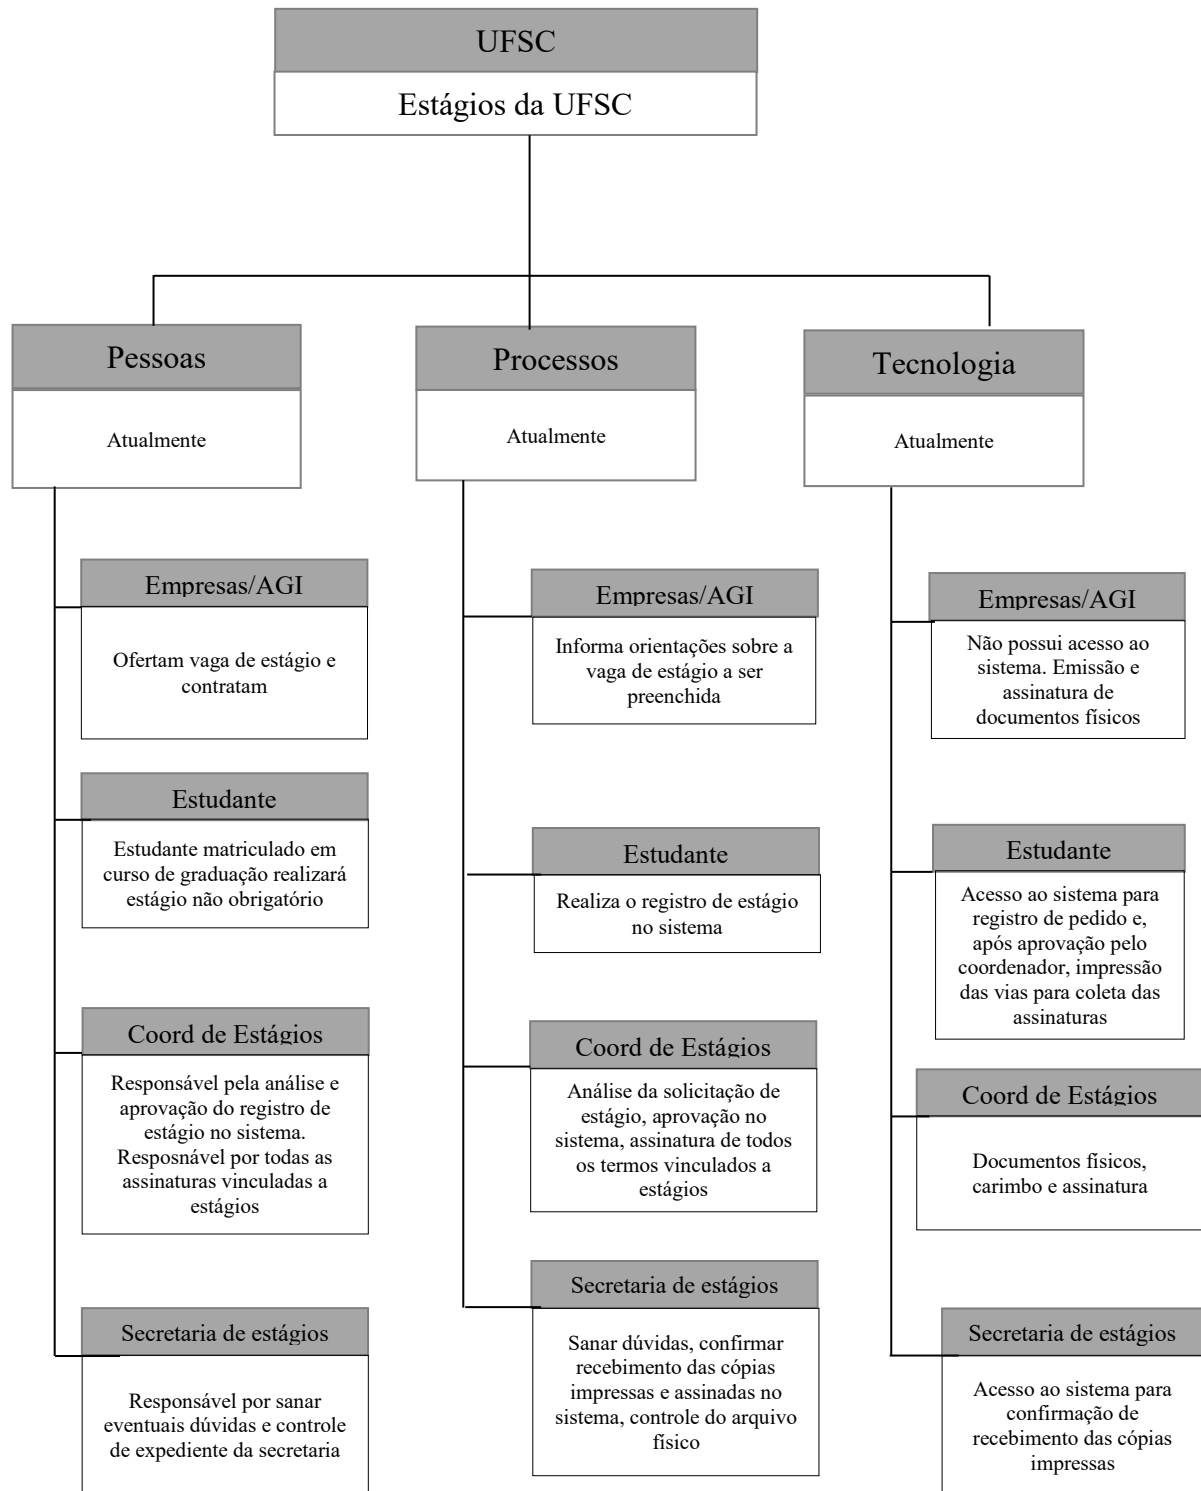 UFSC
Estágios da UFSC
Pessoas
Atualmente
Empresas/AGI
Ofertam vaga de estágio e
contratam
Estudante
Estudante matriculado em
curso de graduação realizará
estágio não obrigatório
Coord de Estágios
Responsável pela análise e
aprovação do registro de
estágio no sistema.
Resposnável por todas as
assinaturas vinculadas a
estágios
Secretaria de estágios
Responsável por sanar
eventuais dúvidas e controle
de expediente da secretaria
Processos
Atualmente
Empresas/AGI
Informa orientações sobre a
vaga de estágio a ser
preenchida
Estudante
Realiza o registro de estágio
no sistema
Coord de Estágios
Análise da solicitação de
estágio, aprovação no
sistema, assinatura de todos
os termos vinculados a
estágios
Secretaria de estágios
Sanar dúvidas, confirmar
recebimento das cópias
impressas e assinadas no
sistema, controle do arquivo
físico
Tecnologia
Atualmente
Empresas/AGI
Não possui acesso ao
sistema. Emissão e
assinatura de
documentos físicos
Estudante
Acesso ao sistema para
registro de pedido e,
após aprovação pelo
coordenador, impressão
das vias para coleta das
assinaturas
Coord de Estágios
Documentos físicos,
carimbo e assinatura
Secretaria de estágios
Acesso ao sistema para
confirmação de
recebimento das cópias
impressas